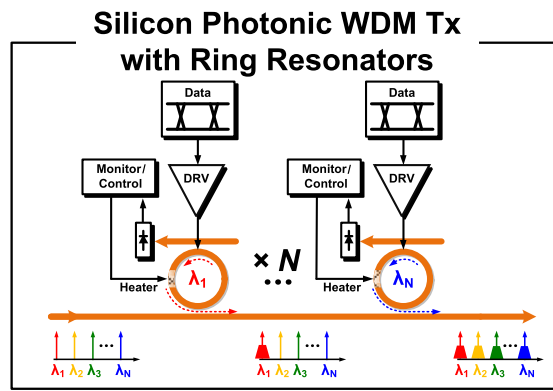 Silicon Photonic WDM Tx
with Ring Resonators
Data
Data
Monitor/
Control
DRV
Monitor/
Control
DRV
λ1
× N
...
λN
Heater
Heater
...
...
...
λ1 λ2 λ3 λN
λ1 λ2 λ3 λN
λ1 λ2 λ3 λN